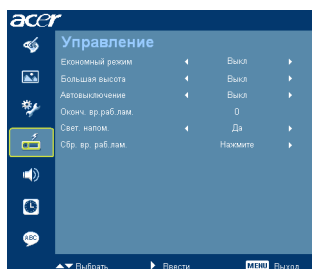 acer
Управление
Економный режим Выкл
Большая высота Выкл
Автовыключение Выкл
Оконч. вр.раб.лам. 0
Свет. напом. Да
Сбр. вр. раб.лам. Нажмите
ABC
Выбрать Ввести MENU Выход